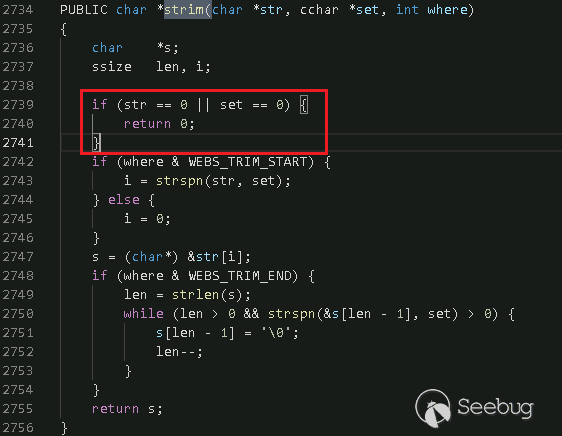 2734 PUBLIC char *strim(char *str, cchar *set, int where)
2735 {
2736     char    *s;
2737     ssize   len, i;
2738
2739     if (str == 0 || set == 0) {
2740         return 0;
2741     }
2742     if (where & WEBS_TRIM_START) {
2743         i = strspn(str, set);
2744     } else {
2745         i = 0;
2746     }
2747     s = (char*) &str[i];
2748     if (where & WEBS_TRIM_END) {
2749         len = strlen(s);
2750         while (len > 0 && strspn(&s[len - 1], set) > 0) {
2751             s[len - 1] = '\0';
2752             len--;
2753         }
2754     }
2755     return s;
2756 }
Seebug